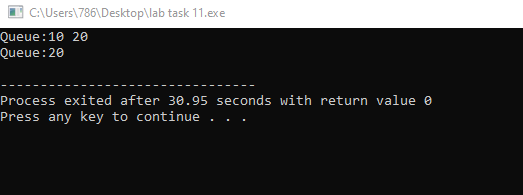 C:\Users\786\Desktop\lab task 11.exe
Queue:10 20
Queue:20
--------------------------------
Process exited after 30.95 seconds with return value 0
Press any key to continue . . .